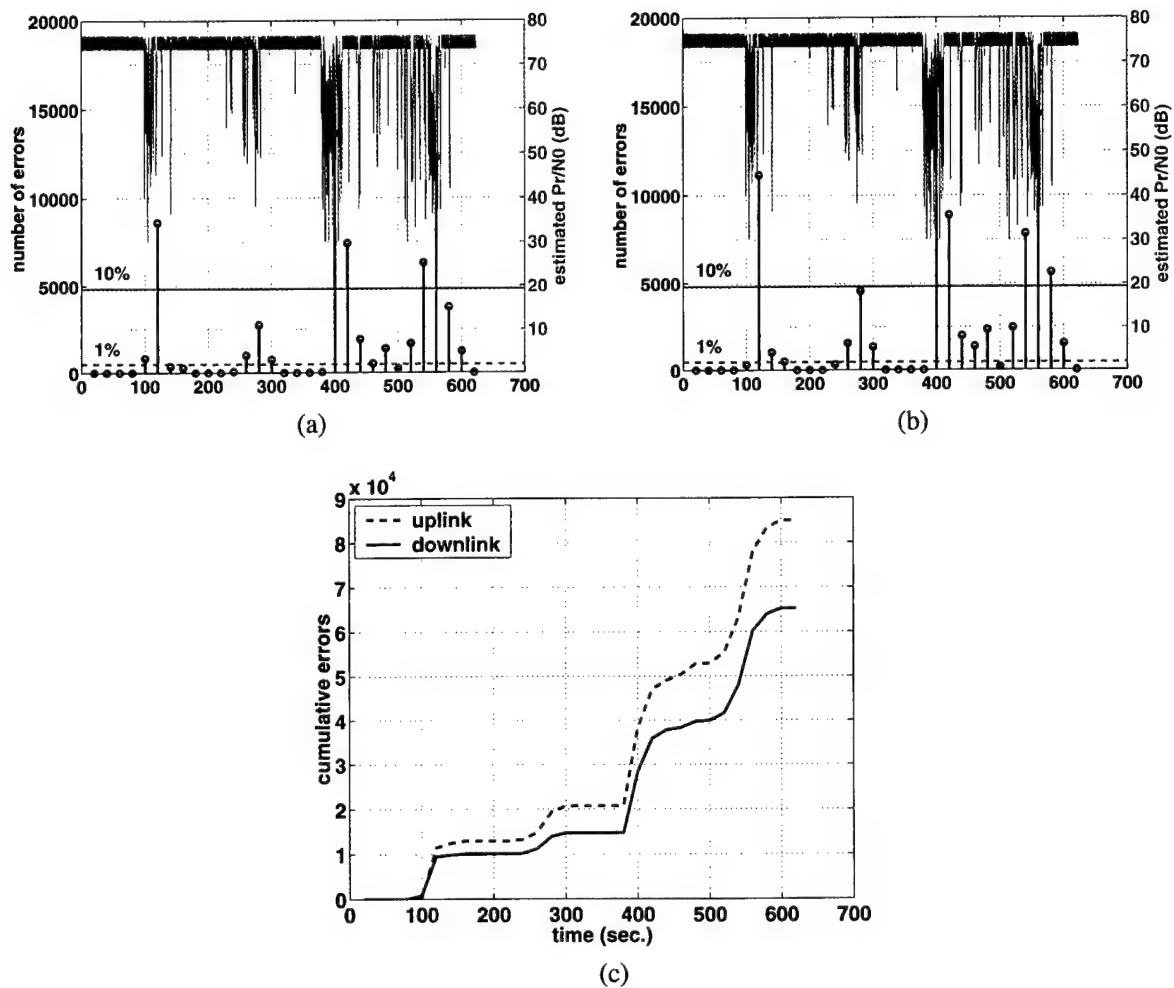 20000
15000
10000
5000
0
number of errors
10%
1%
80
70
60
50
40
30
20
10
estimated Pr/N0 (dB)
0 100 200 300 400 500 600 700
(a)
20000
15000
10000
5000
0
number of errors
10%
1%
80
70
60
50
40
30
20
10
estimated Pr/N0 (dB)
0 100 200 300 400 500 600 700
(b)
x 10^4
9
8
7
6
5
4
3
2
1
0
cumulative errors
uplink
downlink
0 100 200 300 400 500 600 700
time (sec.)
(c)